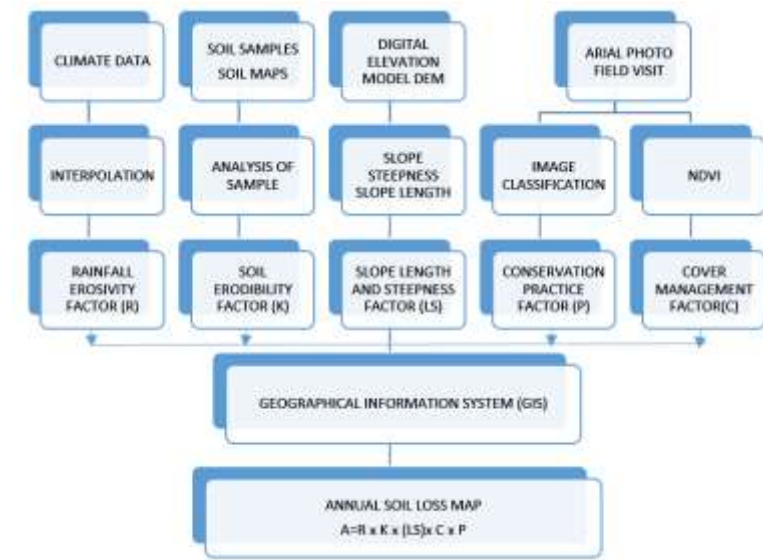 CLIMATE DATA
SOIL SAMPLES
SOIL MAPS
DIGITAL
ELEVATION
MODEL DEM
ARIAL PHOTO
FIELD VISIT
INTERPOLATION
ANALYSIS OF
SAMPLE
SLOPE
STEEPNESS
SLOPE LENGTH
IMAGE
CLASSIFICATION
NDVI
RAINFALL
EROSIVITY
FACTOR (R)
SOIL
ERODIBILITY
FACTOR (K)
SLOPE LENGTH
AND STEEPNESS
FACTOR (LS)
CONSERVATION
PRACTICE
FACTOR (P)
COVER
MANAGEMENT
FACTOR(C)
GEOGRAPHICAL INFORMATION SYSTEM (GIS)
ANNUAL SOIL LOSS MAP
A=R x K x (LS)x C x P